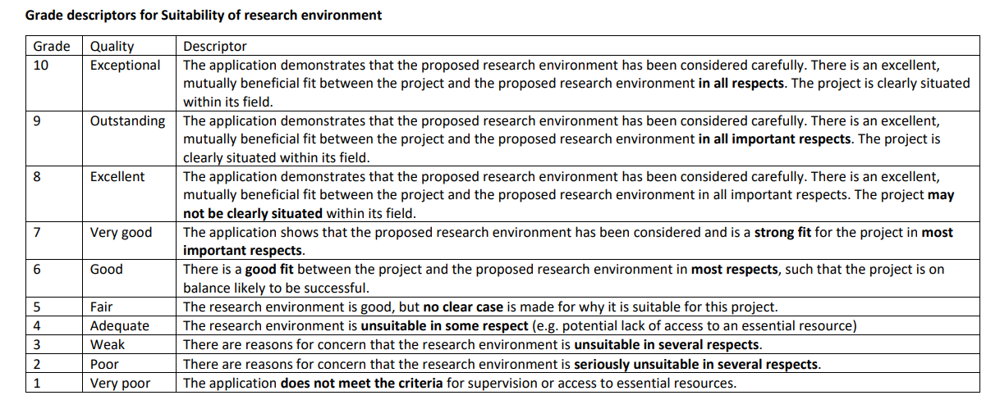 Grade descriptors for Suitability of research environment
Grade Quality Descriptor
10 Exceptional The application demonstrates that the proposed research environment has been considered carefully. There is an excellent,
mutually beneficial fit between the project and the proposed research environment in all respects. The project is clearly situated
within its field.
9 Outstanding The application demonstrates that the proposed research environment has been considered carefully. There is an excellent,
mutually beneficial fit between the project and the proposed research environment in all important respects. The project is
clearly situated within its field.
8 Excellent The application demonstrates that the proposed research environment has been considered carefully. There is an excellent,
mutually beneficial fit between the project and the proposed research environment in all important respects. The project may
not be clearly situated within its field.
7 Very good The application shows that the proposed research environment has been considered and is a strong fit for the project in most
important respects.
6 Good There is a good fit between the project and the proposed research environment in most respects, such that the project is on
balance likely to be successful.
5 Fair The research environment is good, but no clear case is made for why it is suitable for this project.
4 Adequate The research environment is unsuitable in some respect (e.g. potential lack of access to an essential resource)
3 Weak There are reasons for concern that the research environment is unsuitable in several respects.
2 Poor There are reasons for concern that the research environment is seriously unsuitable in several respects.
1 Very poor The application does not meet the criteria for supervision or access to essential resources.